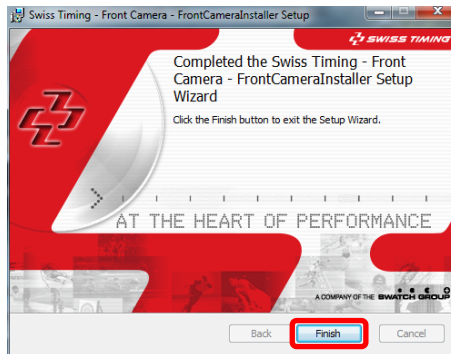 Swiss Timing - Front Camera - FrontCameraInstaller Setup
SWISS TIMING
Completed the Swiss Timing - Front
Camera - FrontCameraInstaller Setup
Wizard
Click the Finish button to exit the Setup Wizard.
AT THE HEART OF PERFORMANCE
A COMPANY OF THE SWATCH GROUP
Back
Finish
Cancel